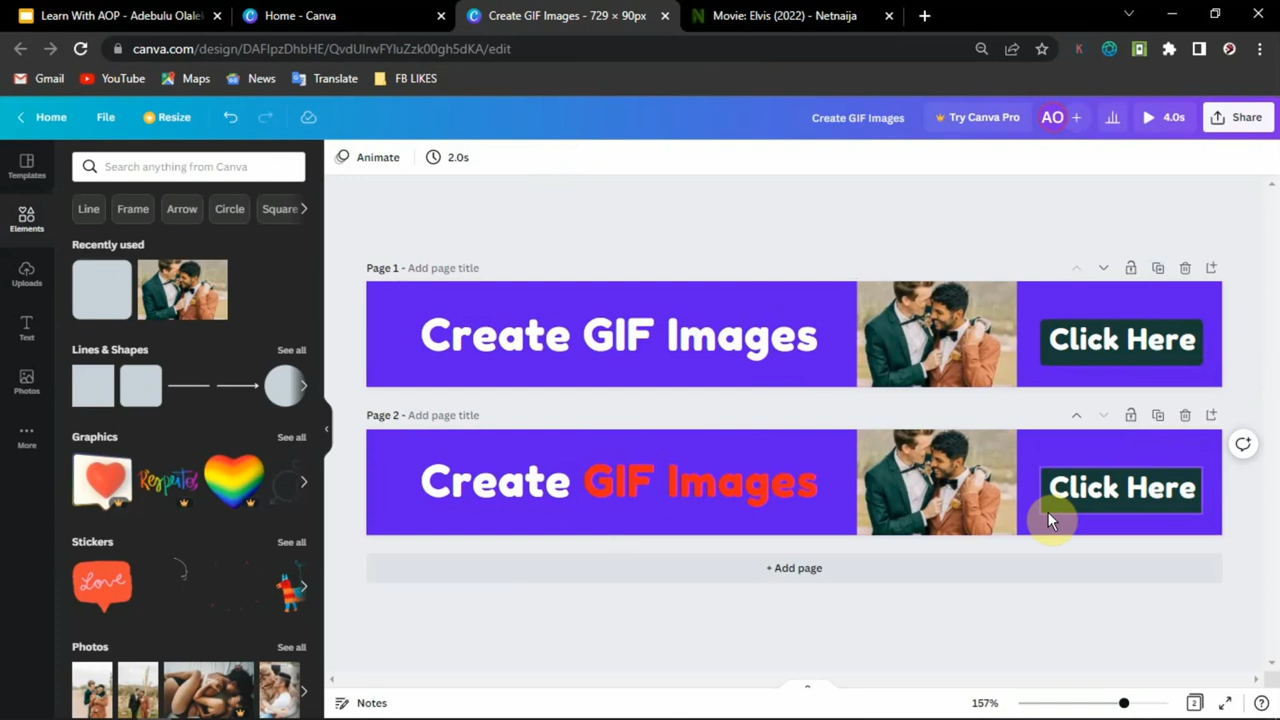 Learn With AOP - Adebulu Olalek
Home - Canva
Create GIF Images - 729 × 90px
Movie: Elvis (2022) - Netnaija
canva.com/design/DAFIpzDhbHE/QvdUIrwFYIuZzk00gh5dKA/edit
Gmail
YouTube
Maps
News
Translate
FB LIKES
Home
File
Resize
Create GIF Images
Try Canva Pro
AO
4.0s
Share
Templates
Elements
Uploads
Text
Photos
More
Search anything from Canva
Line
Frame
Arrow
Circle
Square
Recently used
Lines & Shapes
See all
Graphics
See all
Respeitos
Stickers
See all
Love
Photos
See all
Animate
2.0s
Page 1 - Add page title
Create GIF Images
Click Here
Page 2 - Add page title
Create GIF Images
Click Here
+ Add page
Notes
157%
2